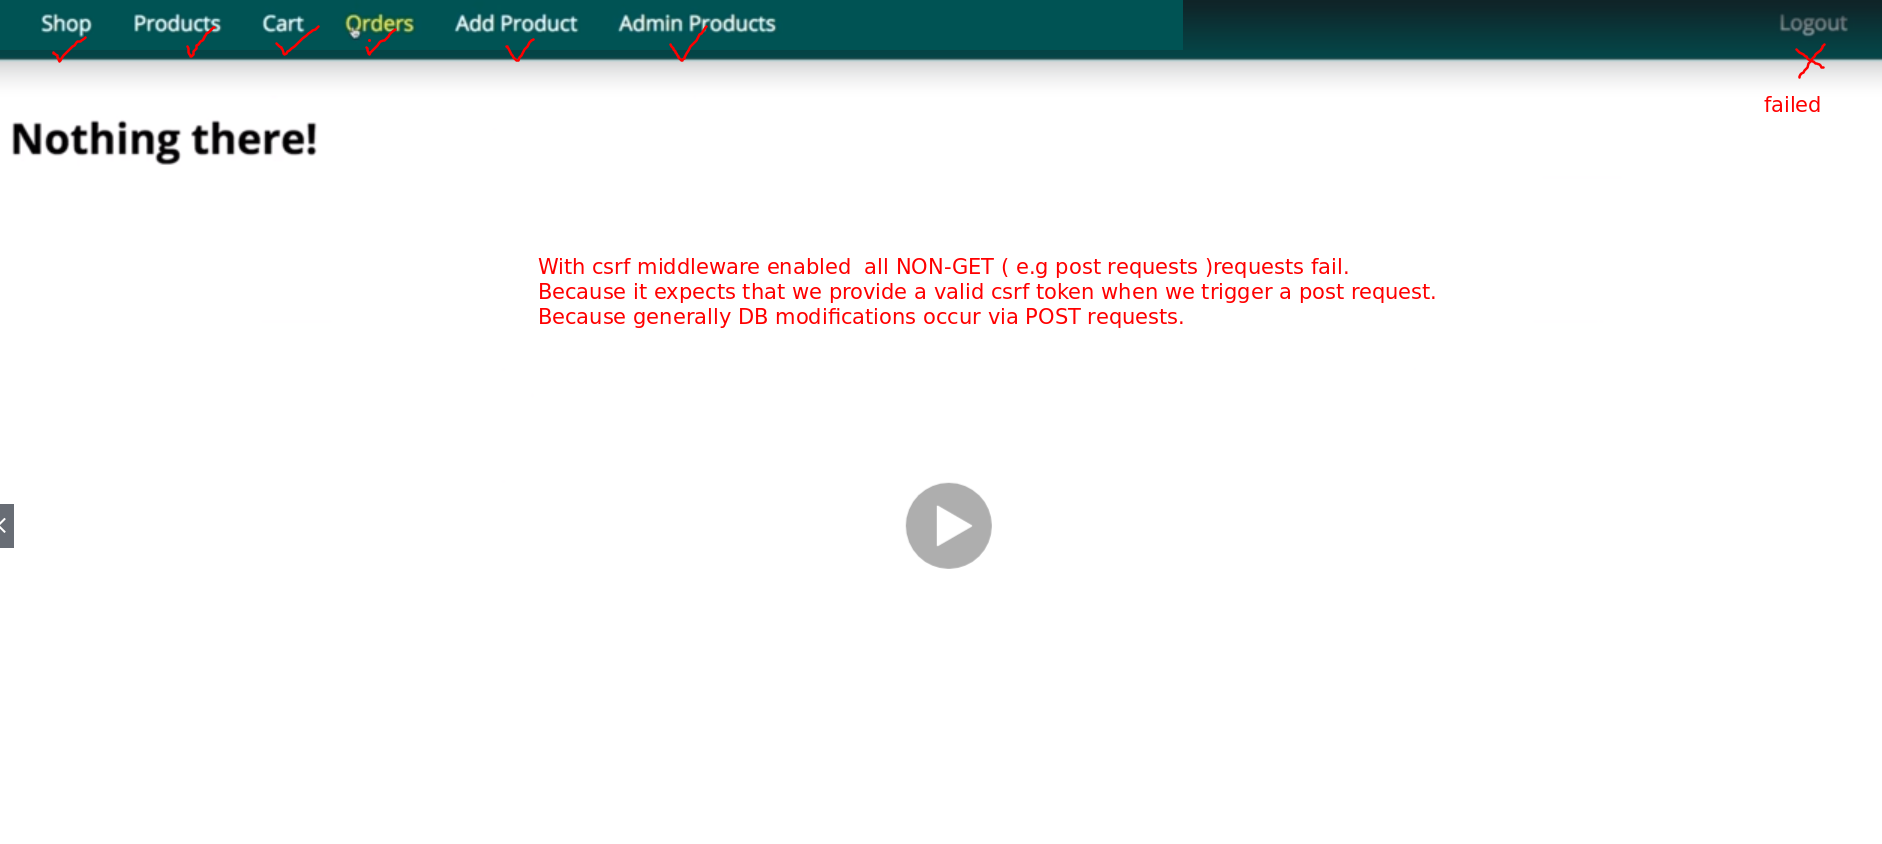 Shop Products Cart Orders Add Product Admin Products Logout
failed
Nothing there!
With csrf middleware enabled  all NON-GET ( e.g post requests )requests fail.
Because it expects that we provide a valid csrf token when we trigger a post request.
Because generally DB modifications occur via POST requests.